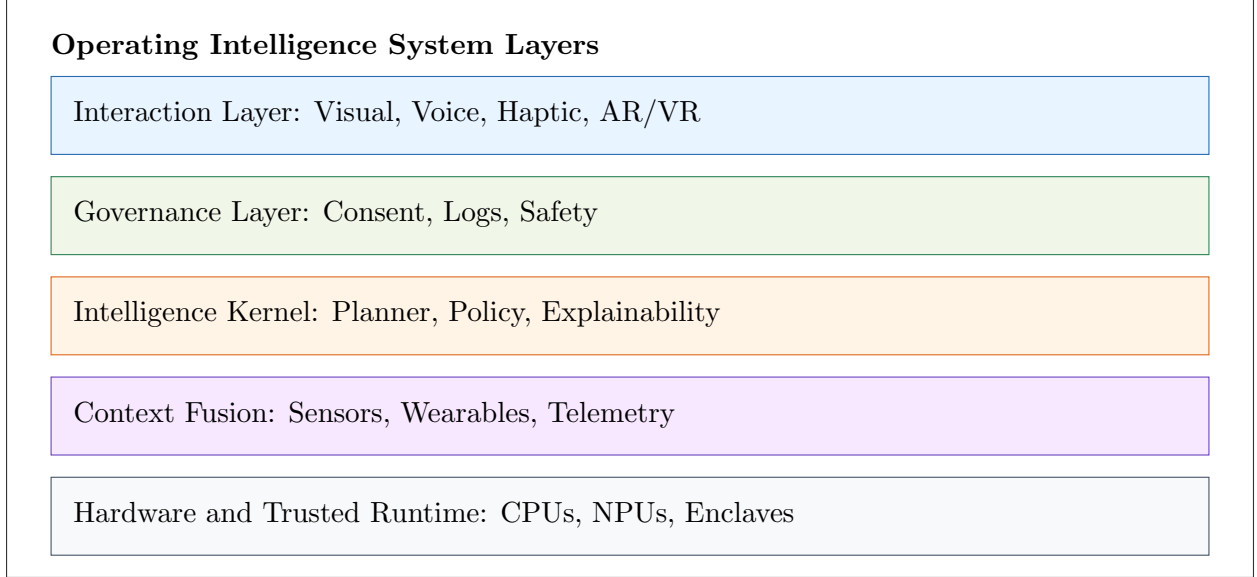 Operating Intelligence System Layers
Interaction Layer: Visual, Voice, Haptic, AR/VR
Governance Layer: Consent, Logs, Safety
Intelligence Kernel: Planner, Policy, Explainability
Context Fusion: Sensors, Wearables, Telemetry
Hardware and Trusted Runtime: CPUs, NPUs, Enclaves